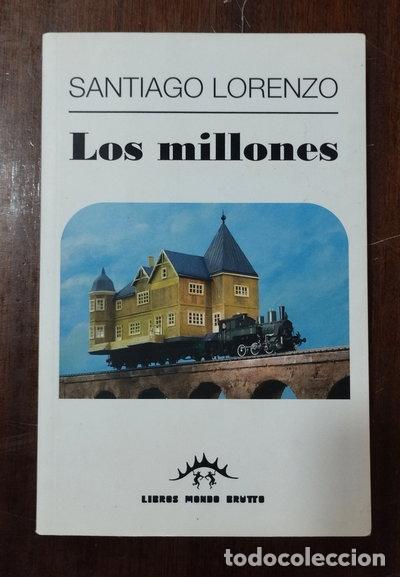 SANTIAGO LORENZO
Los millones
LIBROS MONDO BRUTTO
todocoleccion